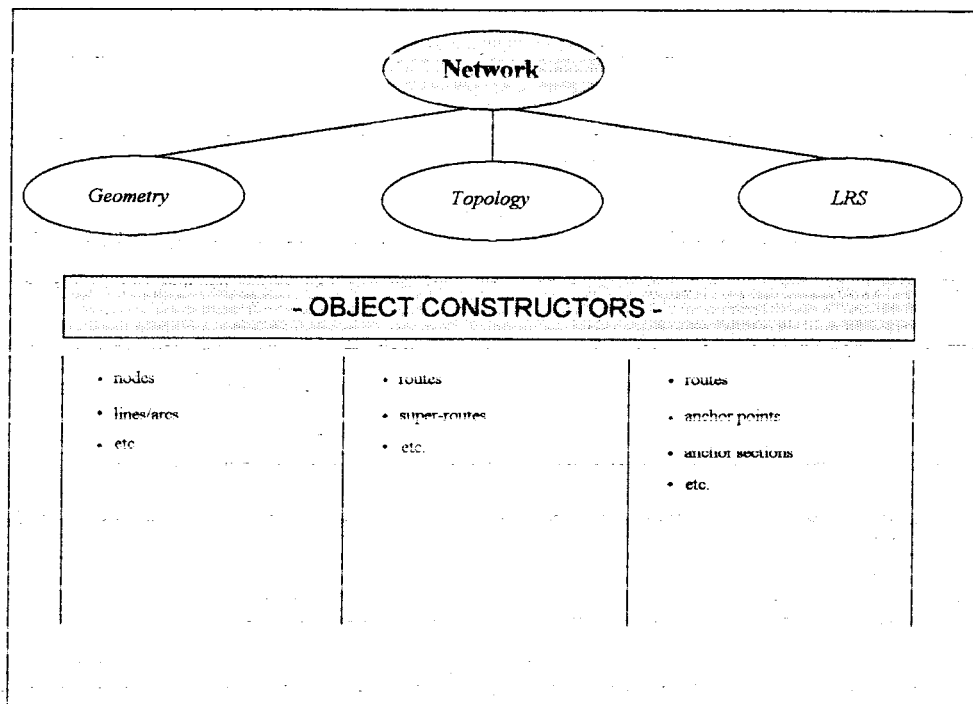 Network
Geometry
Topology
LRS
- OBJECT CONSTRUCTORS -
• nodes
• lines/arcs
• etc
• routes
• super-routes
• etc.
• routes
• anchor points
• anchor sections
• etc.